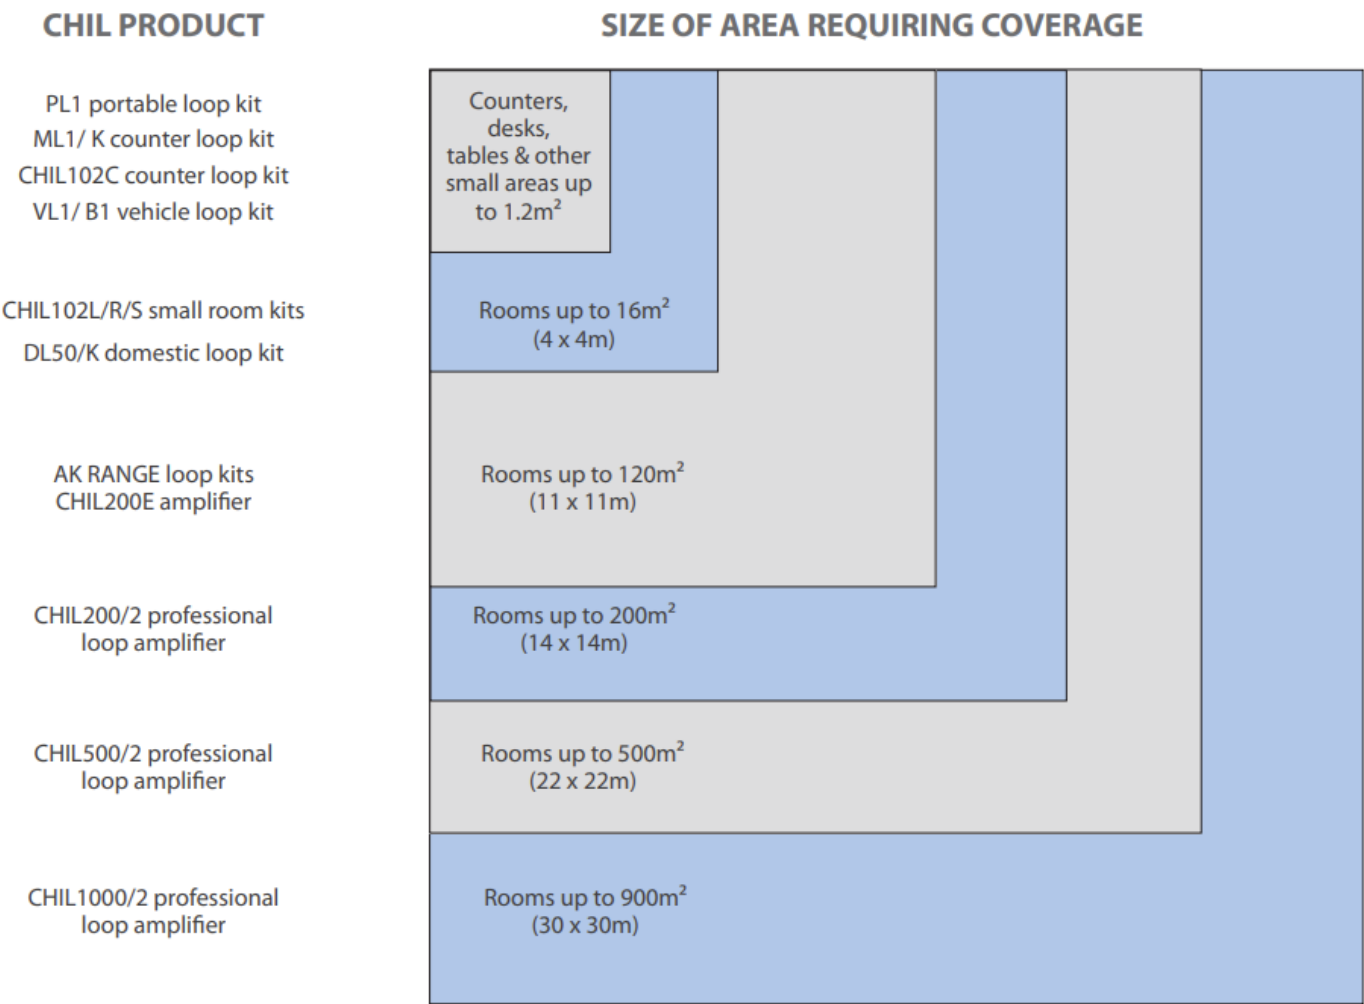 CHIL PRODUCT
SIZE OF AREA REQUIRING COVERAGE
PL1 portable loop kit
ML1/ K counter loop kit
CHIL102C counter loop kit
VL1/ B1 vehicle loop kit
Counters,
desks,
tables & other
small areas up
to 1.2m²
CHIL102L/R/S small room kits
DL50/K domestic loop kit
Rooms up to 16m²
(4 x 4m)
AK RANGE loop kits
CHIL200E amplifier
Rooms up to 120m²
(11 x 11m)
CHIL200/2 professional
loop amplifier
Rooms up to 200m²
(14 x 14m)
CHIL500/2 professional
loop amplifier
Rooms up to 500m²
(22 x 22m)
CHIL1000/2 professional
loop amplifier
Rooms up to 900m²
(30 x 30m)